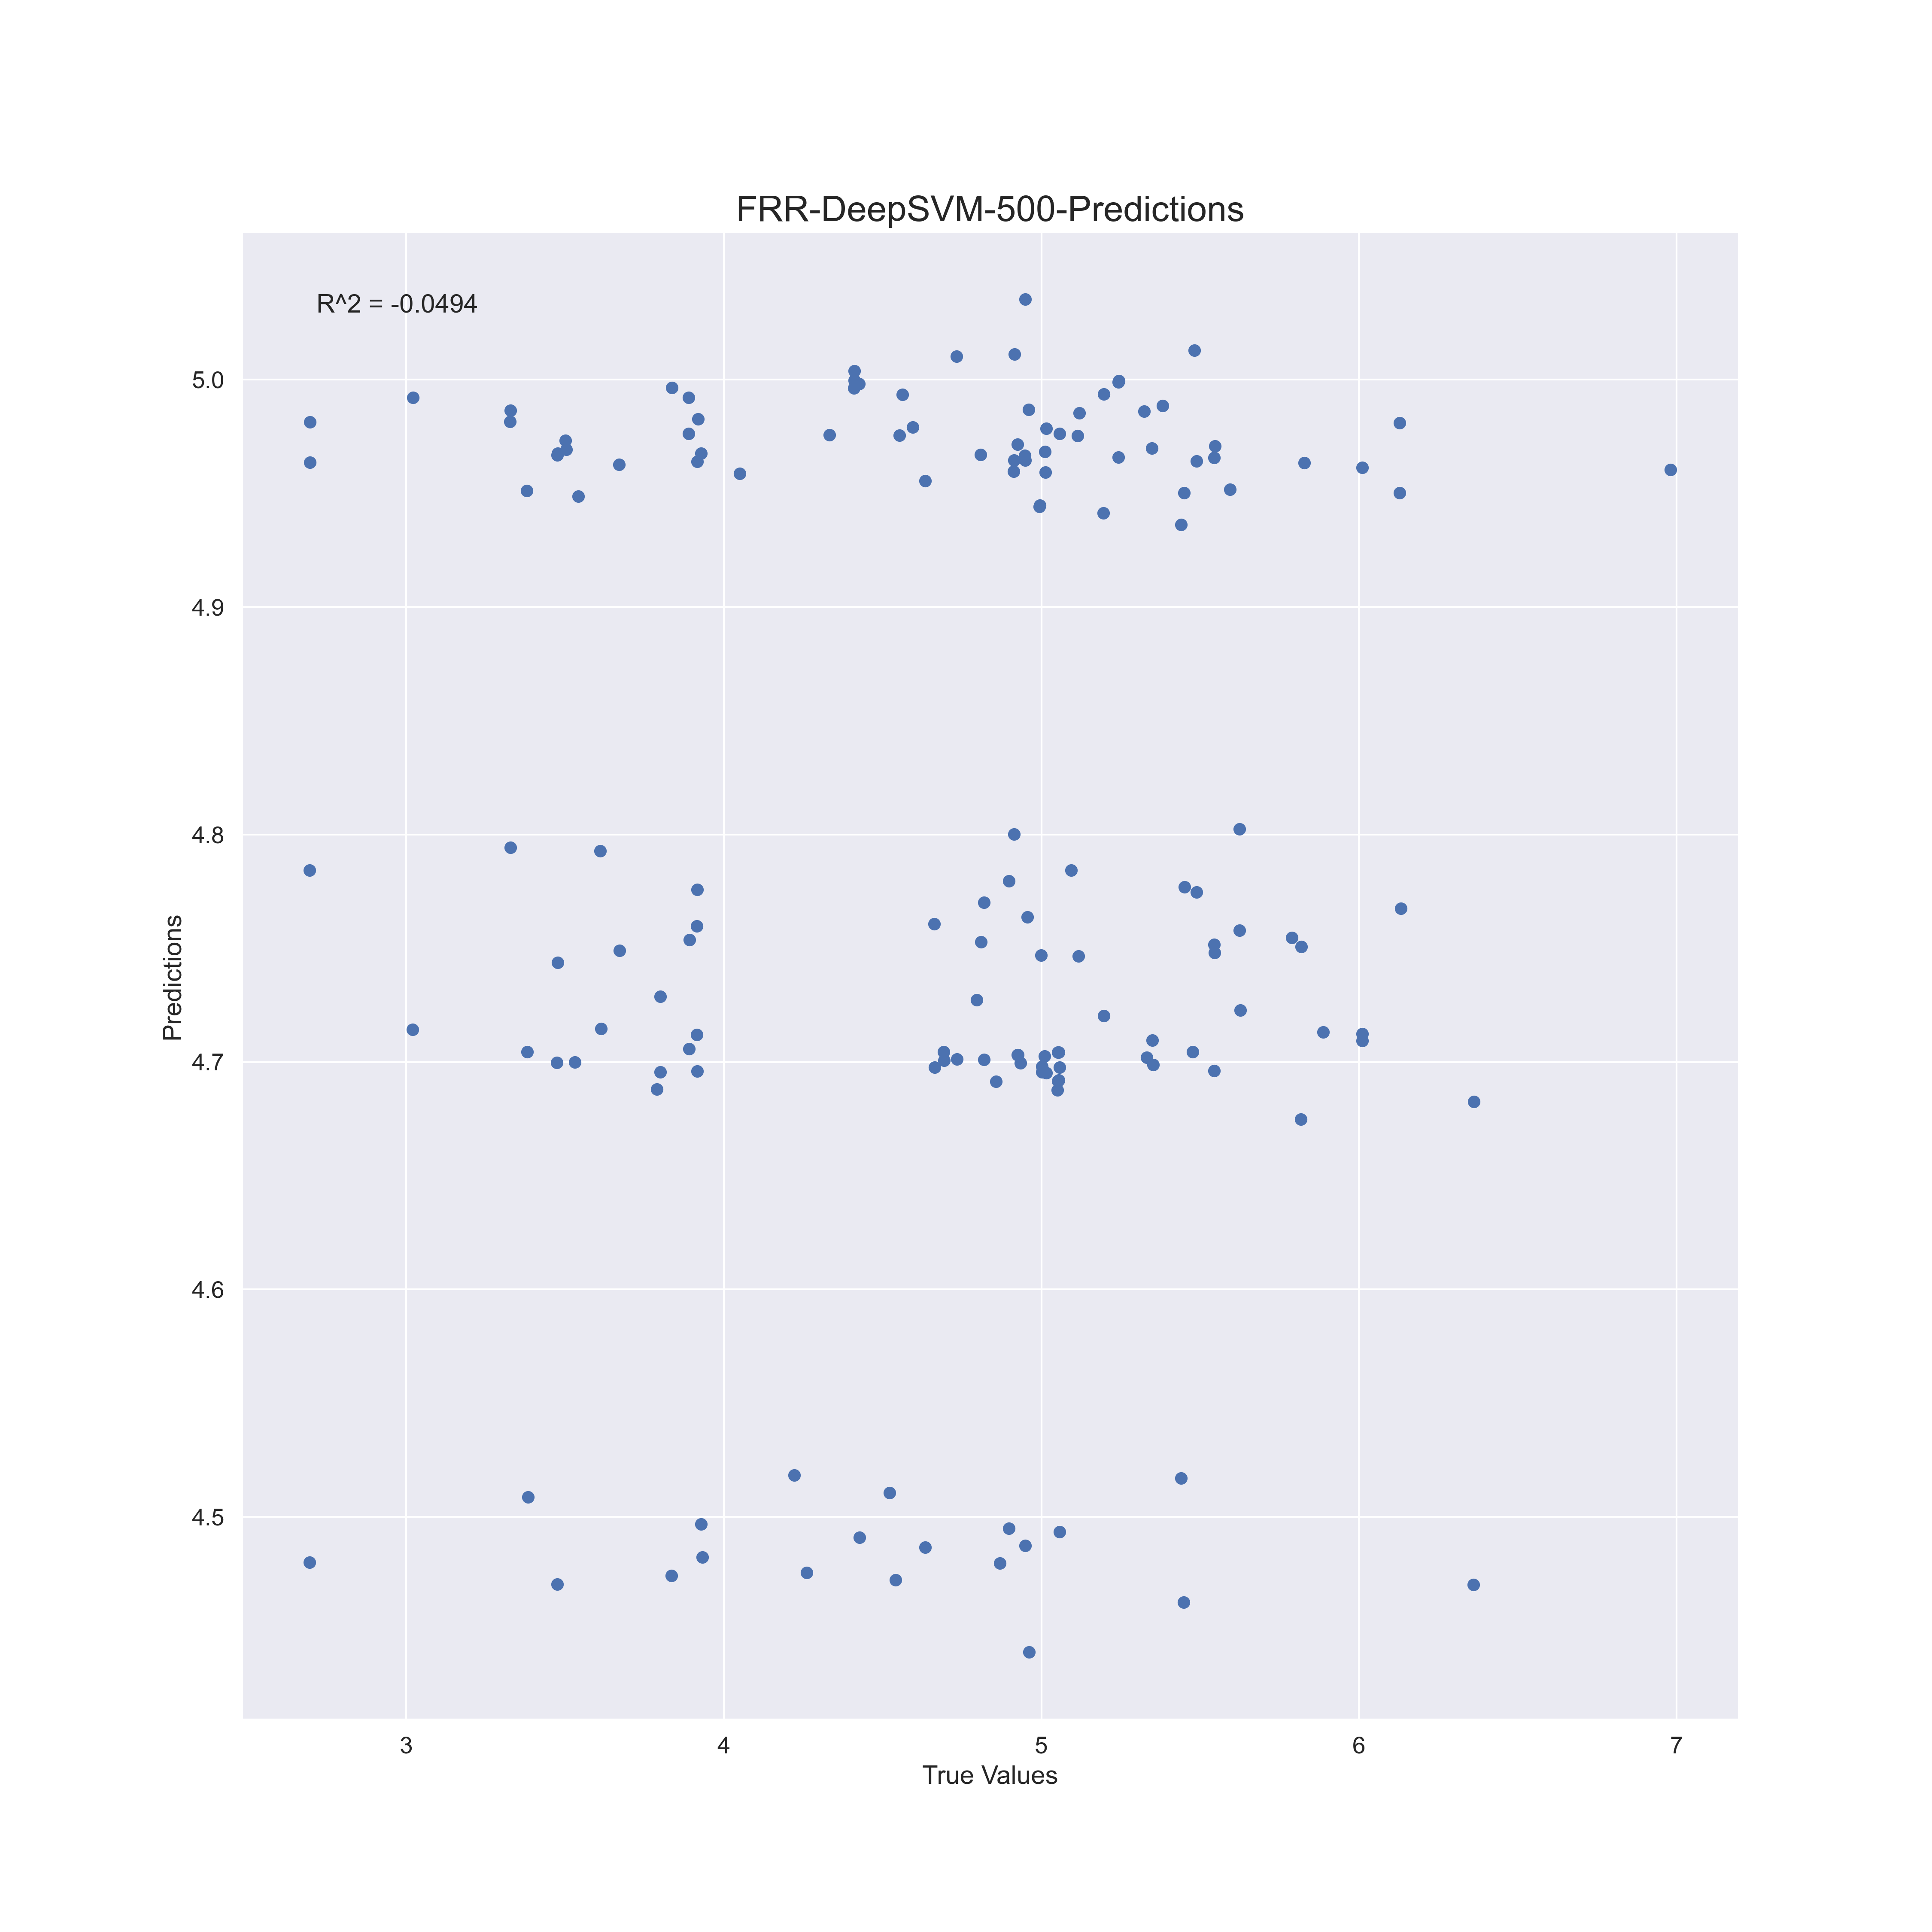 FRR-DeepSVM-500-Predictions
R^2 = -0.0494
5.0
4.9
4.8
4.7
4.6
4.5
Predictions
3 4 5 6 7
True Values